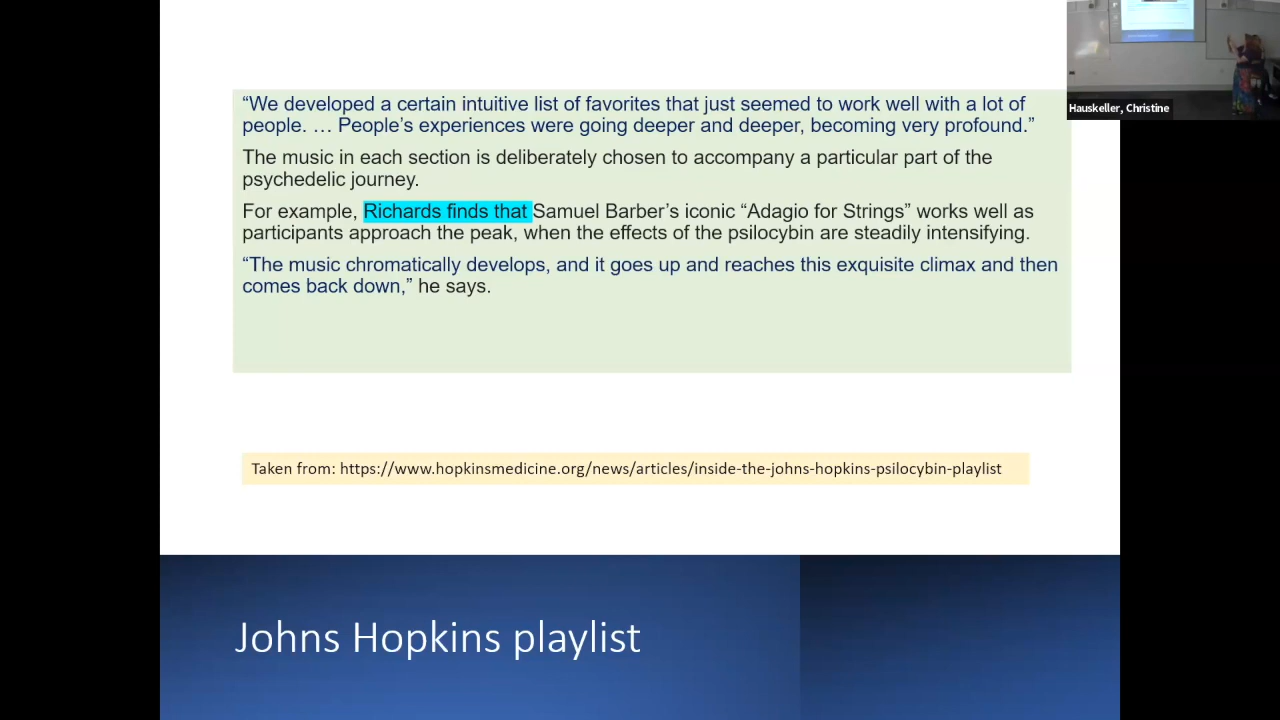 “We developed a certain intuitive list of favorites that just seemed to work well with a lot of
people. … People’s experiences were going deeper and deeper, becoming very profound.”
The music in each section is deliberately chosen to accompany a particular part of the
psychedelic journey.
For example, Richards finds that Samuel Barber’s iconic “Adagio for Strings” works well as
participants approach the peak, when the effects of the psilocybin are steadily intensifying.
“The music chromatically develops, and it goes up and reaches this exquisite climax and then
comes back down,” he says.
Taken from: https://www.hopkinsmedicine.org/news/articles/inside-the-johns-hopkins-psilocybin-playlist
Johns Hopkins playlist
Hauskeller, Christine